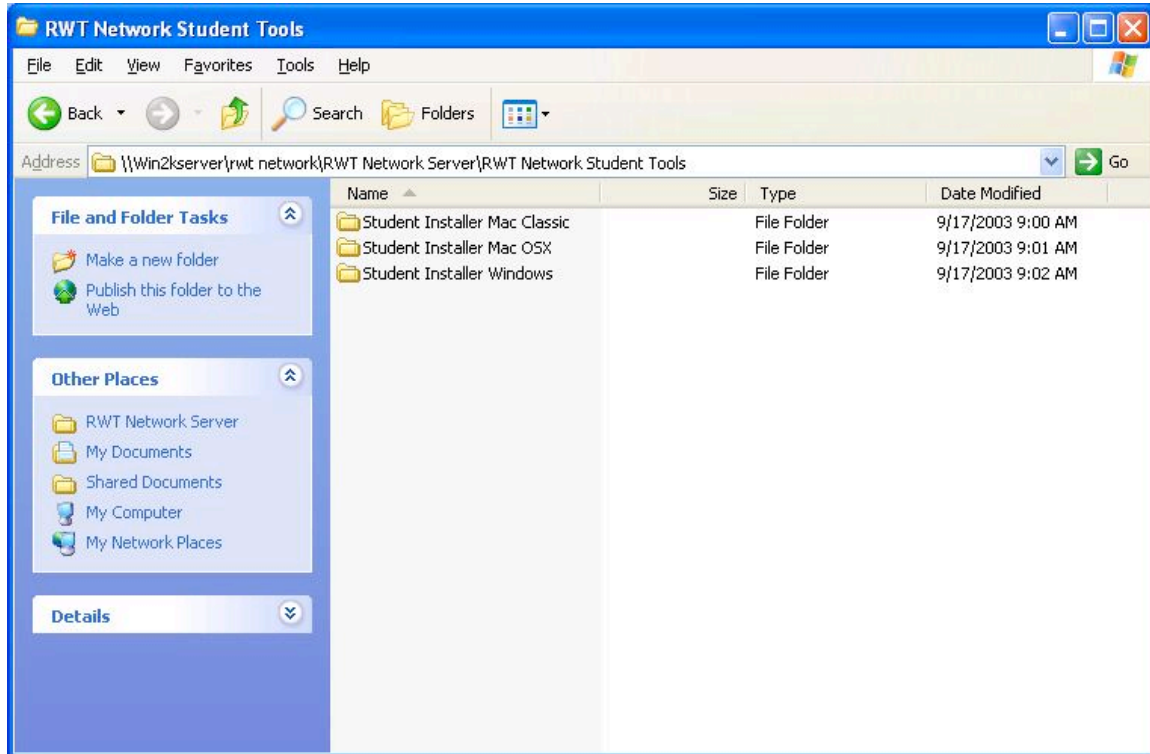 RWT Network Student Tools
File Edit View Favorites Tools Help
Back Search Folders
Address \\Win2kserver\rwt network\RWT Network Server\RWT Network Student Tools Go
File and Folder Tasks
Make a new folder
Publish this folder to the
Web
Other Places
RWT Network Server
My Documents
Shared Documents
My Computer
My Network Places
Details
Name Size Type Date Modified
Student Installer Mac Classic File Folder 9/17/2003 9:00 AM
Student Installer Mac OSX File Folder 9/17/2003 9:01 AM
Student Installer Windows File Folder 9/17/2003 9:02 AM